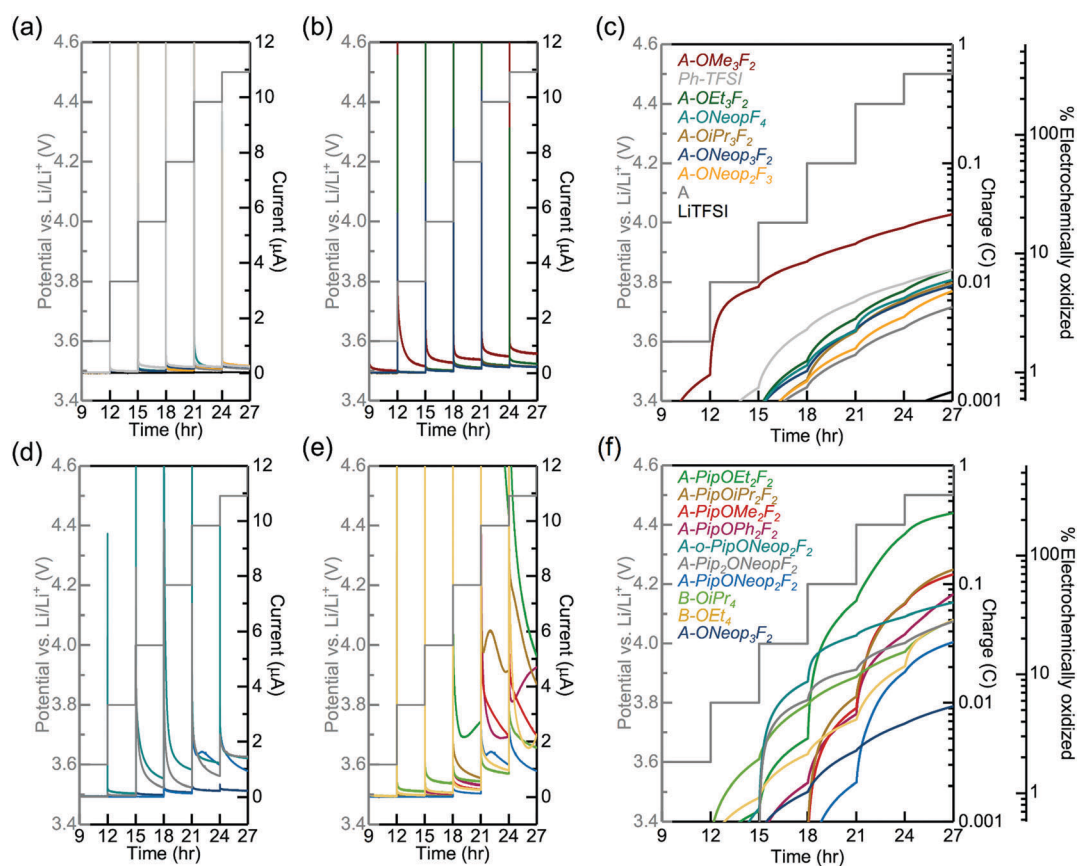 (a)
4.6
4.4
4.2
4.0
3.8
3.6
3.4
Potential vs. Li/Li⁺ (V)
12
10
8
6
4
2
0
Current (µA)
9 12 15 18 21 24 27
Time (hr)
(b)
4.6
4.4
4.2
4.0
3.8
3.6
3.4
Potential vs. Li/Li⁺ (V)
12
10
8
6
4
2
0
Current (µA)
9 12 15 18 21 24 27
Time (hr)
(c)
4.6
4.4
4.2
4.0
3.8
3.6
3.4
Potential vs. Li/Li⁺ (V)
A-OMe₃F₂
Ph-TFSI
A-OEt₃F₂
A-ONeopF₄
A-OiPr₃F₂
A-ONeop₃F₂
A-ONeop₂F₃
A
LiTFSI
1
0.1
0.01
0.001
Charge (C)
100
10
1
% Electrochemically oxidized
9 12 15 18 21 24 27
Time (hr)
(d)
4.6
4.4
4.2
4.0
3.8
3.6
3.4
Potential vs. Li/Li⁺ (V)
12
10
8
6
4
2
0
Current (µA)
9 12 15 18 21 24 27
Time (hr)
(e)
4.6
4.4
4.2
4.0
3.8
3.6
3.4
Potential vs. Li/Li⁺ (V)
12
10
8
6
4
2
0
Current (µA)
9 12 15 18 21 24 27
Time (hr)
(f)
4.6
4.4
4.2
4.0
3.8
3.6
3.4
Potential vs. Li/Li⁺ (V)
A-PipOEt₂F₂
A-PipOiPr₂F₂
A-PipOMe₂F₂
A-PipOPh₂F₂
A-o-PipONeop₂F₂
A-Pip₂ONeopF₂
A-PipONeop₂F₂
B-OiPr₄
B-OEt₄
A-ONeop₃F₂
1
0.1
0.01
0.001
Charge (C)
100
10
1
% Electrochemically oxidized
9 12 15 18 21 24 27
Time (hr)